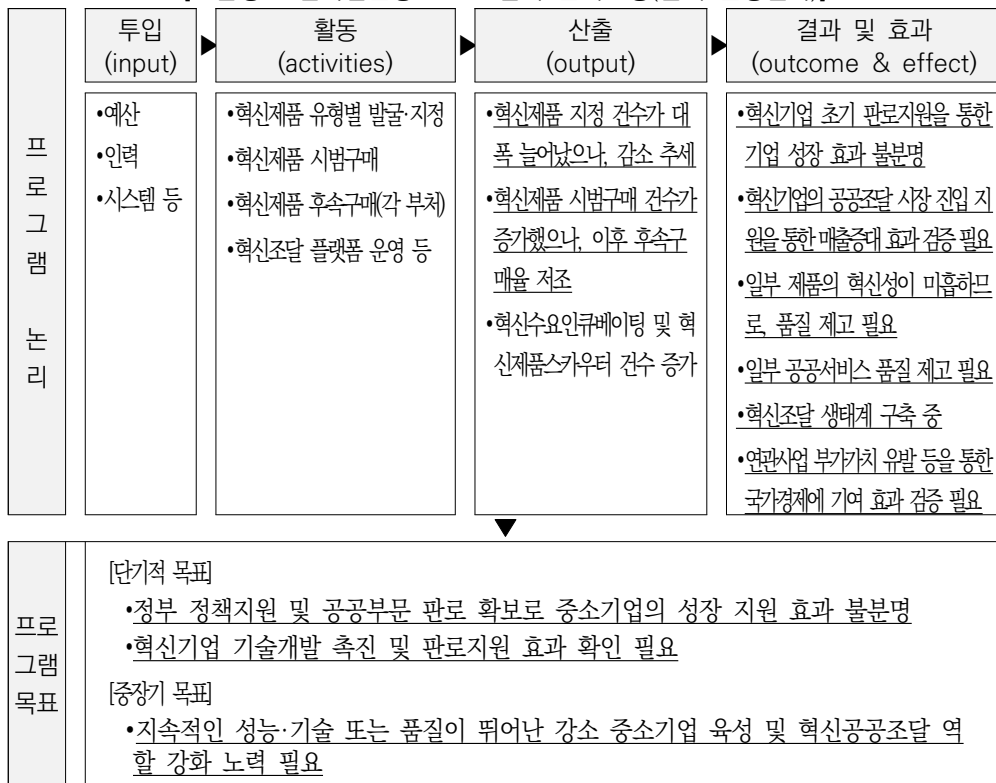 투입
(input)
활동
(activities)
산출
(output)
결과 및 효과
(outcome & effect)
프
로
그
램
논
리
•예산
•인력
•시스템 등
•혁신제품 유형별 발굴·지정
•혁신제품 시범구매
•혁신제품 후속구매(각 부처)
•혁신조달 플랫폼 운영 등
•혁신제품 지정 건수가 대
폭 늘어났으나, 감소 추세
•혁신제품 시범구매 건수가
증가했으나, 이후 후속구
매율 저조
•혁신수요인큐베이팅 및 혁
신제품스카우터 건수 증가
•혁신기업 초기 판로지원을 통한
기업 성장 효과 불분명
•혁신기업의 공공조달 시장 진입 지
원을 통한 매출증대 효과 검증 필요
•일부 제품의 혁신성이 미흡하므
로, 품질 제고 필요
•일부 공공서비스 품질 제고 필요
•혁신조달 생태계 구축 중
•연관사업 부가가치 유발 등을 통한
국가경제에 기여 효과 검증 필요
프로
그램
목표
[단기적 목표]
•정부 정책지원 및 공공부문 판로 확보로 중소기업의 성장 지원 효과 불분명
•혁신기업 기술개발 촉진 및 판로지원 효과 확인 필요
[중장기 목표]
•지속적인 성능·기술 또는 품질이 뛰어난 강소 중소기업 육성 및 혁신공공조달 역
할 강화 노력 필요